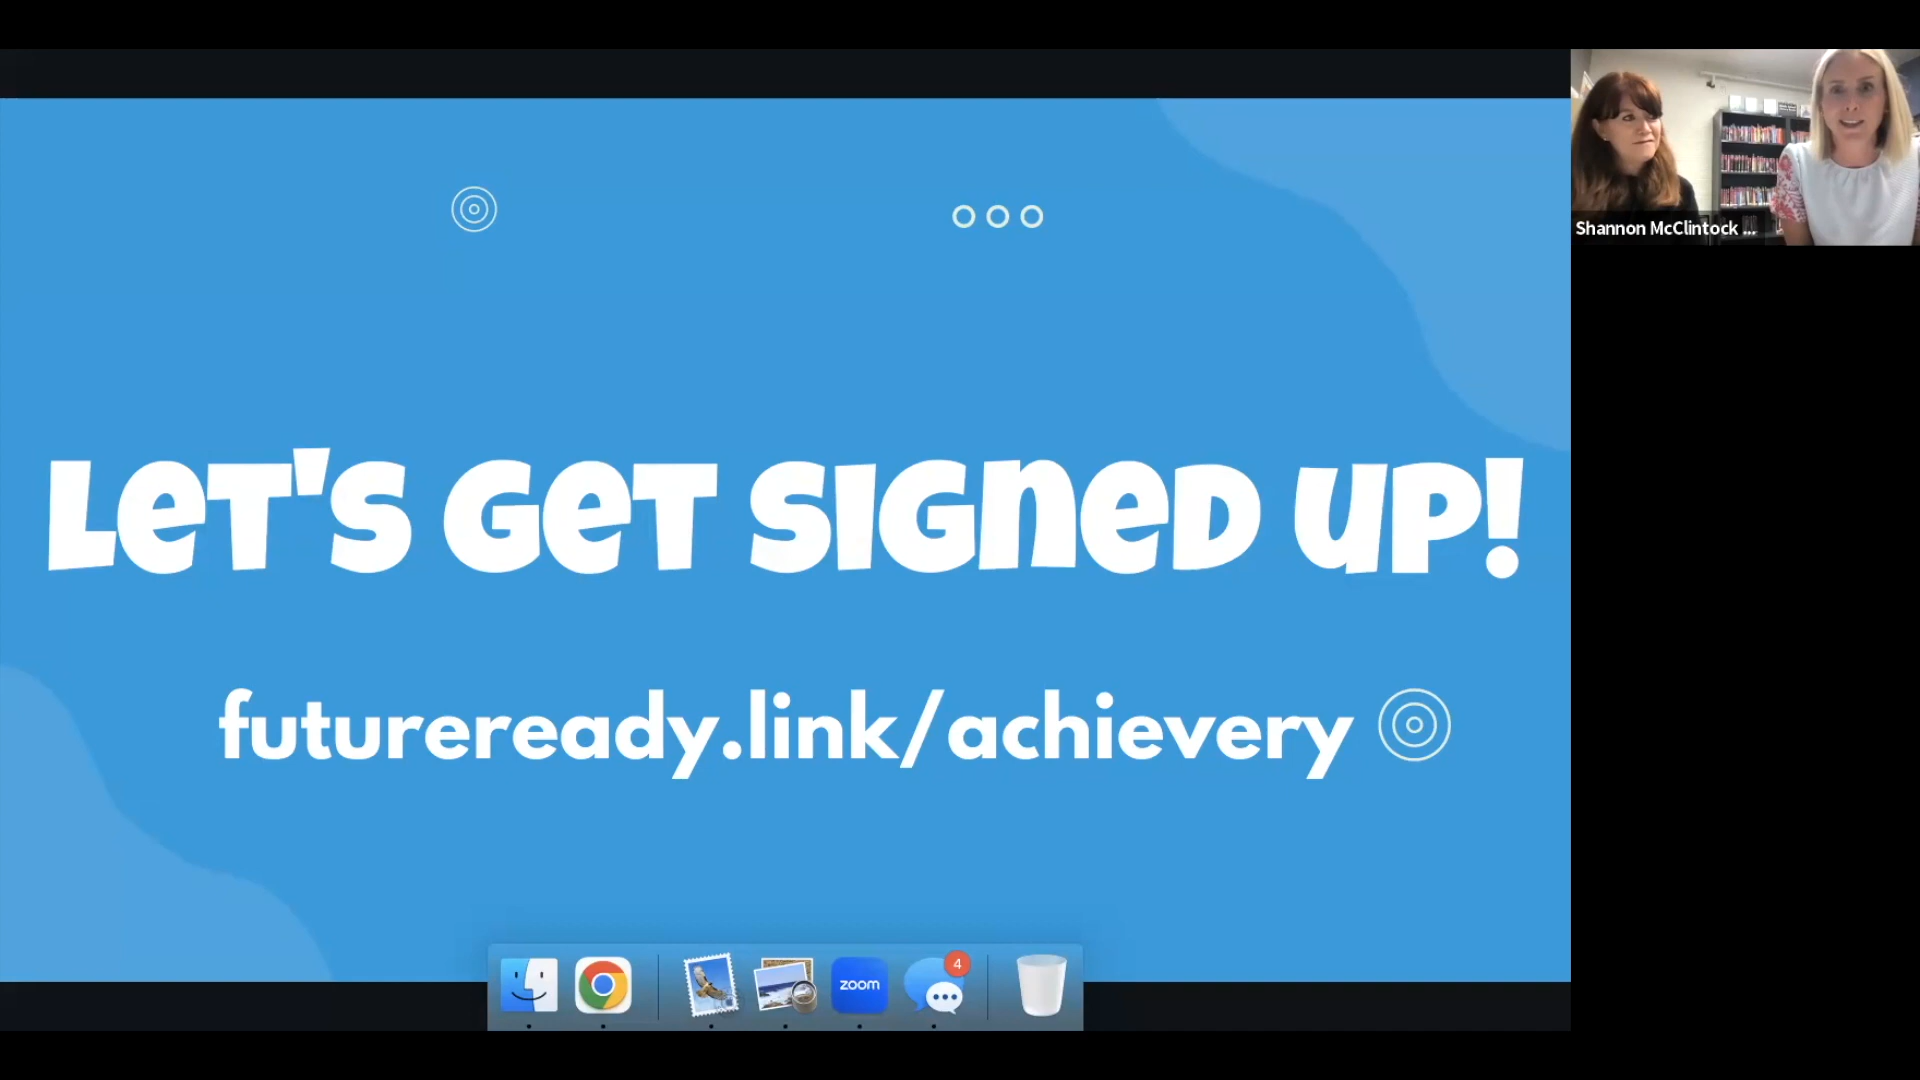 LET'S GET SIGNED UP!
futureready.link/achievery
Shannon McClintock ...
zoom
4